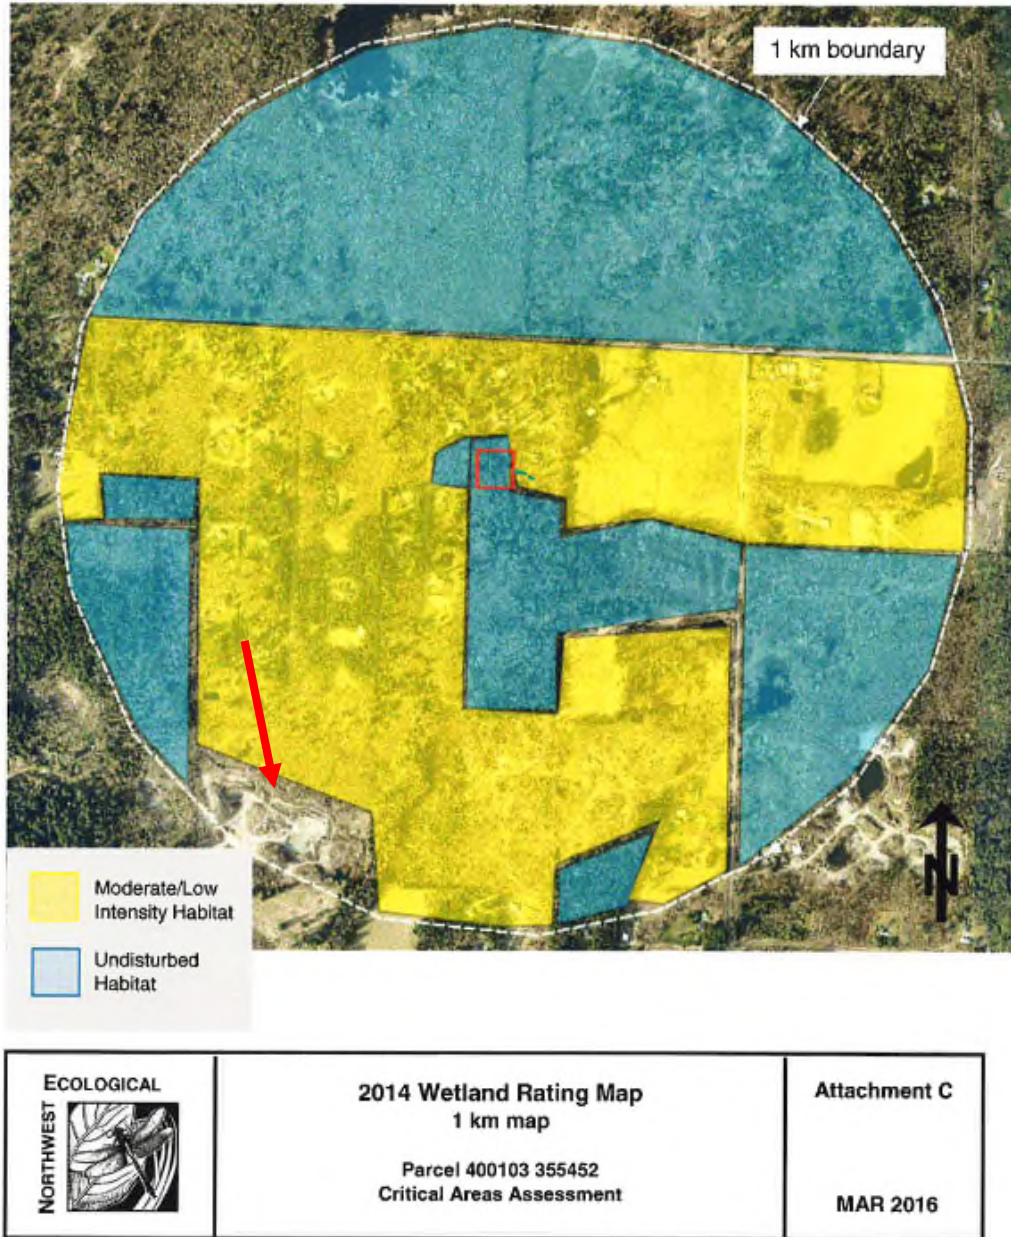 1 km boundary
N
Moderate/Low
Intensity Habitat
Undisturbed
Habitat
ECOLOGICAL
NORTHWEST
2014 Wetland Rating Map
1 km map
Parcel 400103 355452
Critical Areas Assessment
Attachment C
MAR 2016